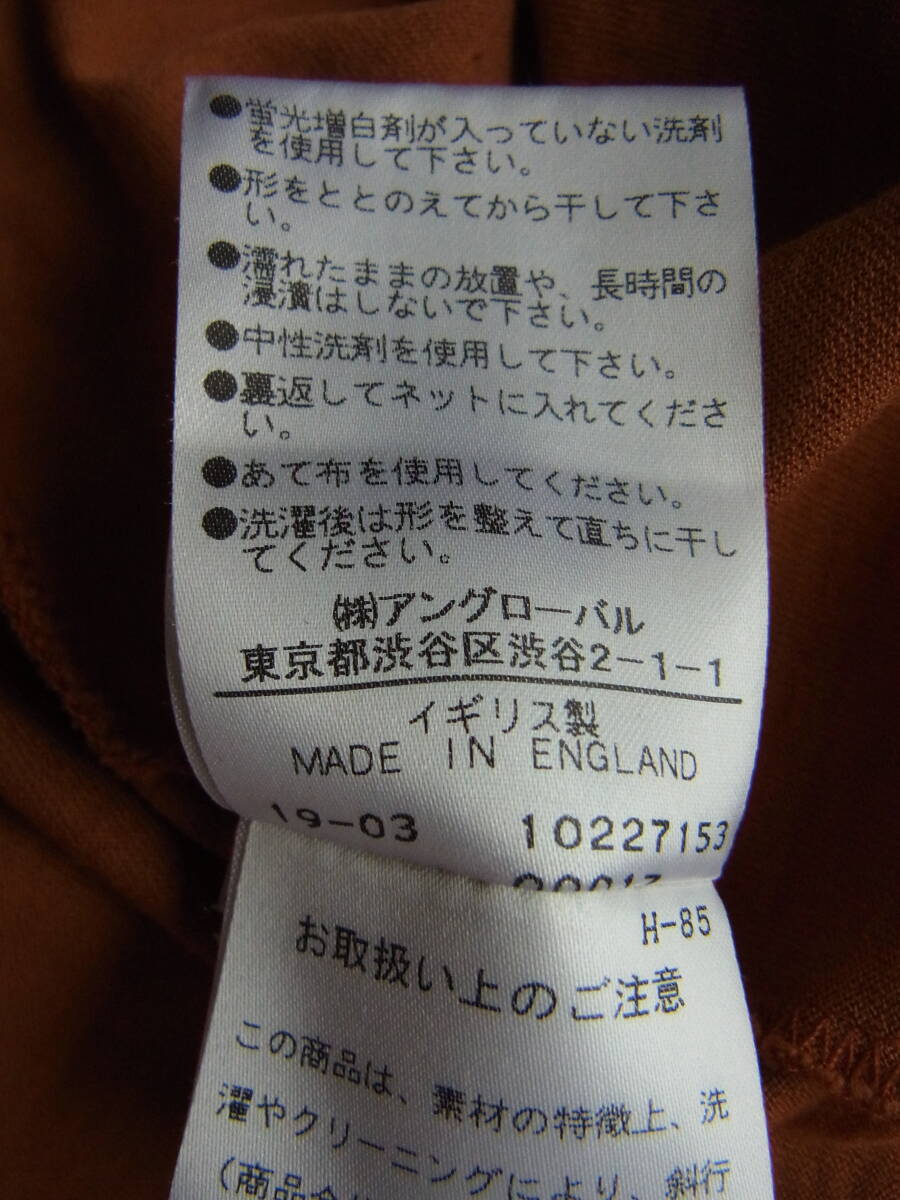 ●蛍光増白剤が入っていない洗剤
を使用して下さい。
●形をととのえてから干して下さ
い。
●濡れたままの放置や、長時間の
浸漬はしないで下さい。
●中性洗剤を使用して下さい。
●裏返してネットに入れてくださ
い。
●あて布を使用してください。
●洗濯後は形を整えて直ちに干し
てください。
㈱アングローバル
東京都渋谷区渋谷2-1-1
イギリス製
MADE IN ENGLAND
19-03 10227153
H-85
お取扱い上のご注意
この商品は、素材の特徴上、洗
濯やクリーニングにより、斜行